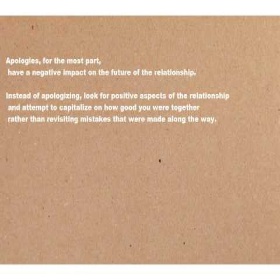 Apologies, for the most part,
have a negative impact on the future of the relationship.
Instead of apologizing, look for positive aspects of the relationship
and attempt to capitalize on how good you were together
rather than revisiting mistakes that were made along the way.